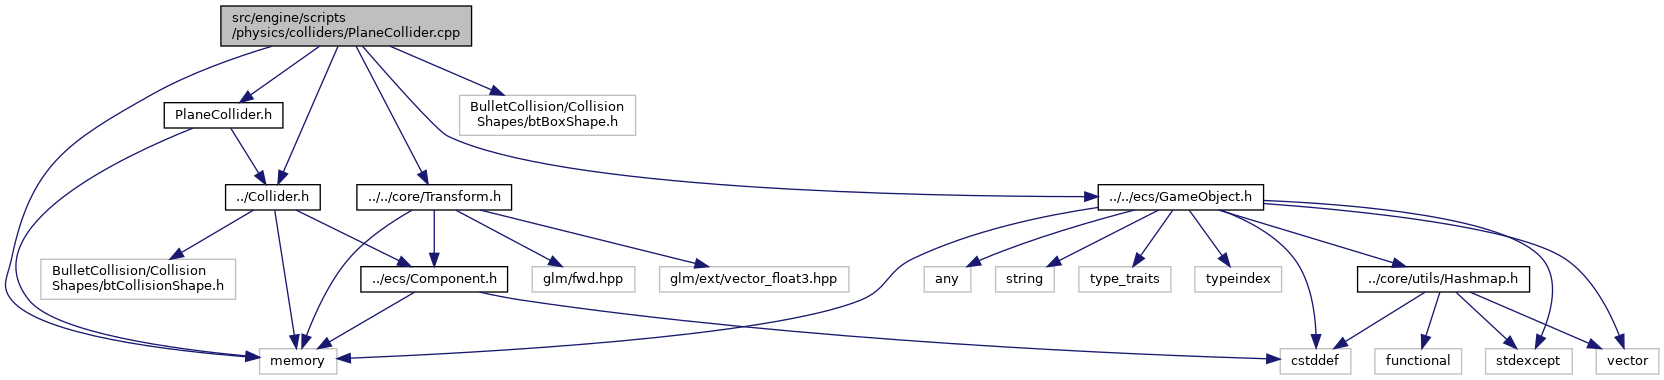 src/engine/scripts
/physics/colliders/PlaneCollider.cpp
PlaneCollider.h
BulletCollision/Collision
Shapes/btBoxShape.h
../Collider.h
../../core/Transform.h
../../ecs/GameObject.h
BulletCollision/Collision
Shapes/btCollisionShape.h
../ecs/Component.h
glm/fwd.hpp
glm/ext/vector_float3.hpp
any
string
type_traits
typeindex
../core/utils/Hashmap.h
memory
cstddef
functional
stdexcept
vector